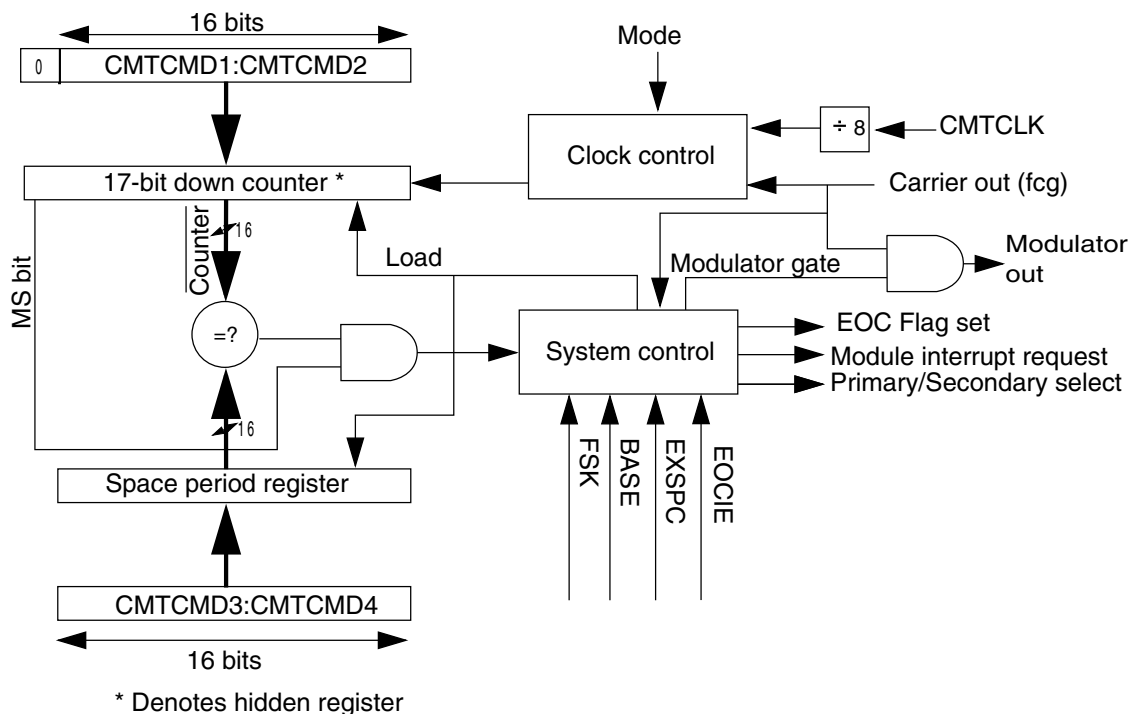 16 bits
0 CMTCMD1:CMTCMD2
Mode
÷ 8 CMTCLK
Clock control
17-bit down counter *
Carrier out (fcg)
Counter
16
MS bit
Load
Modulator gate
Modulator
out
=?
System control
EOC Flag set
Module interrupt request
Primary/Secondary select
16
FSK
BASE
EXSPC
EOCIE
Space period register
CMTCMD3:CMTCMD4
16 bits
* Denotes hidden register